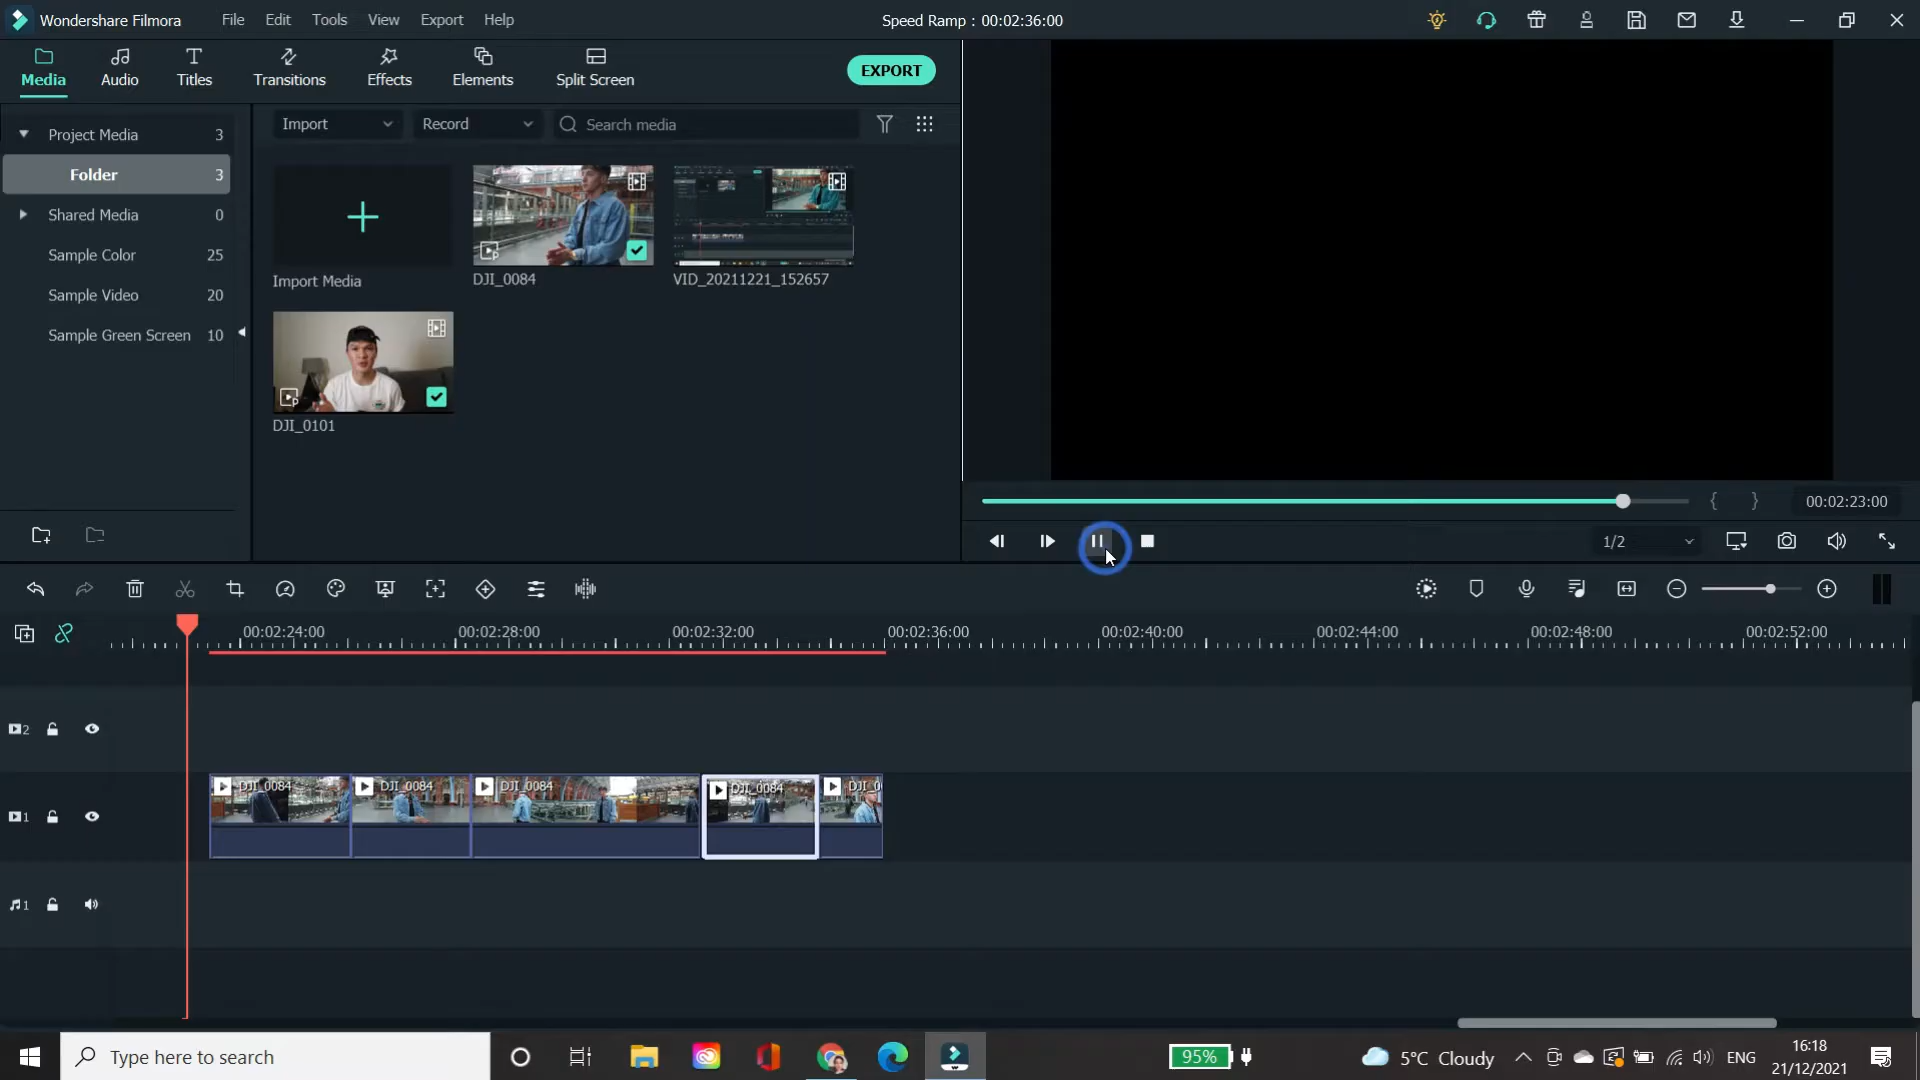 Wondershare Filmora
File
Edit
Tools
View
Export
Help
Speed Ramp : 00:02:36:00
Media
Audio
Titles
Transitions
Effects
Elements
Split Screen
EXPORT
Project Media 3
Folder 3
Shared Media 0
Sample Color 25
Sample Video 20
Sample Green Screen 10
Import
Record
Search media
Import Media
DJI_0084
VID_20211221_152657
DJI_0101
00:02:23:00
1/2
00:02:24:00
00:02:28:00
00:02:32:00
00:02:36:00
00:02:40:00
00:02:44:00
00:02:48:00
00:02:52:00
2
1
DJI_0084
DJI_0084
DJI_0084
DJI_0084
DJI_0
1
Type here to search
95%
5°C Cloudy
ENG
16:18
21/12/2021